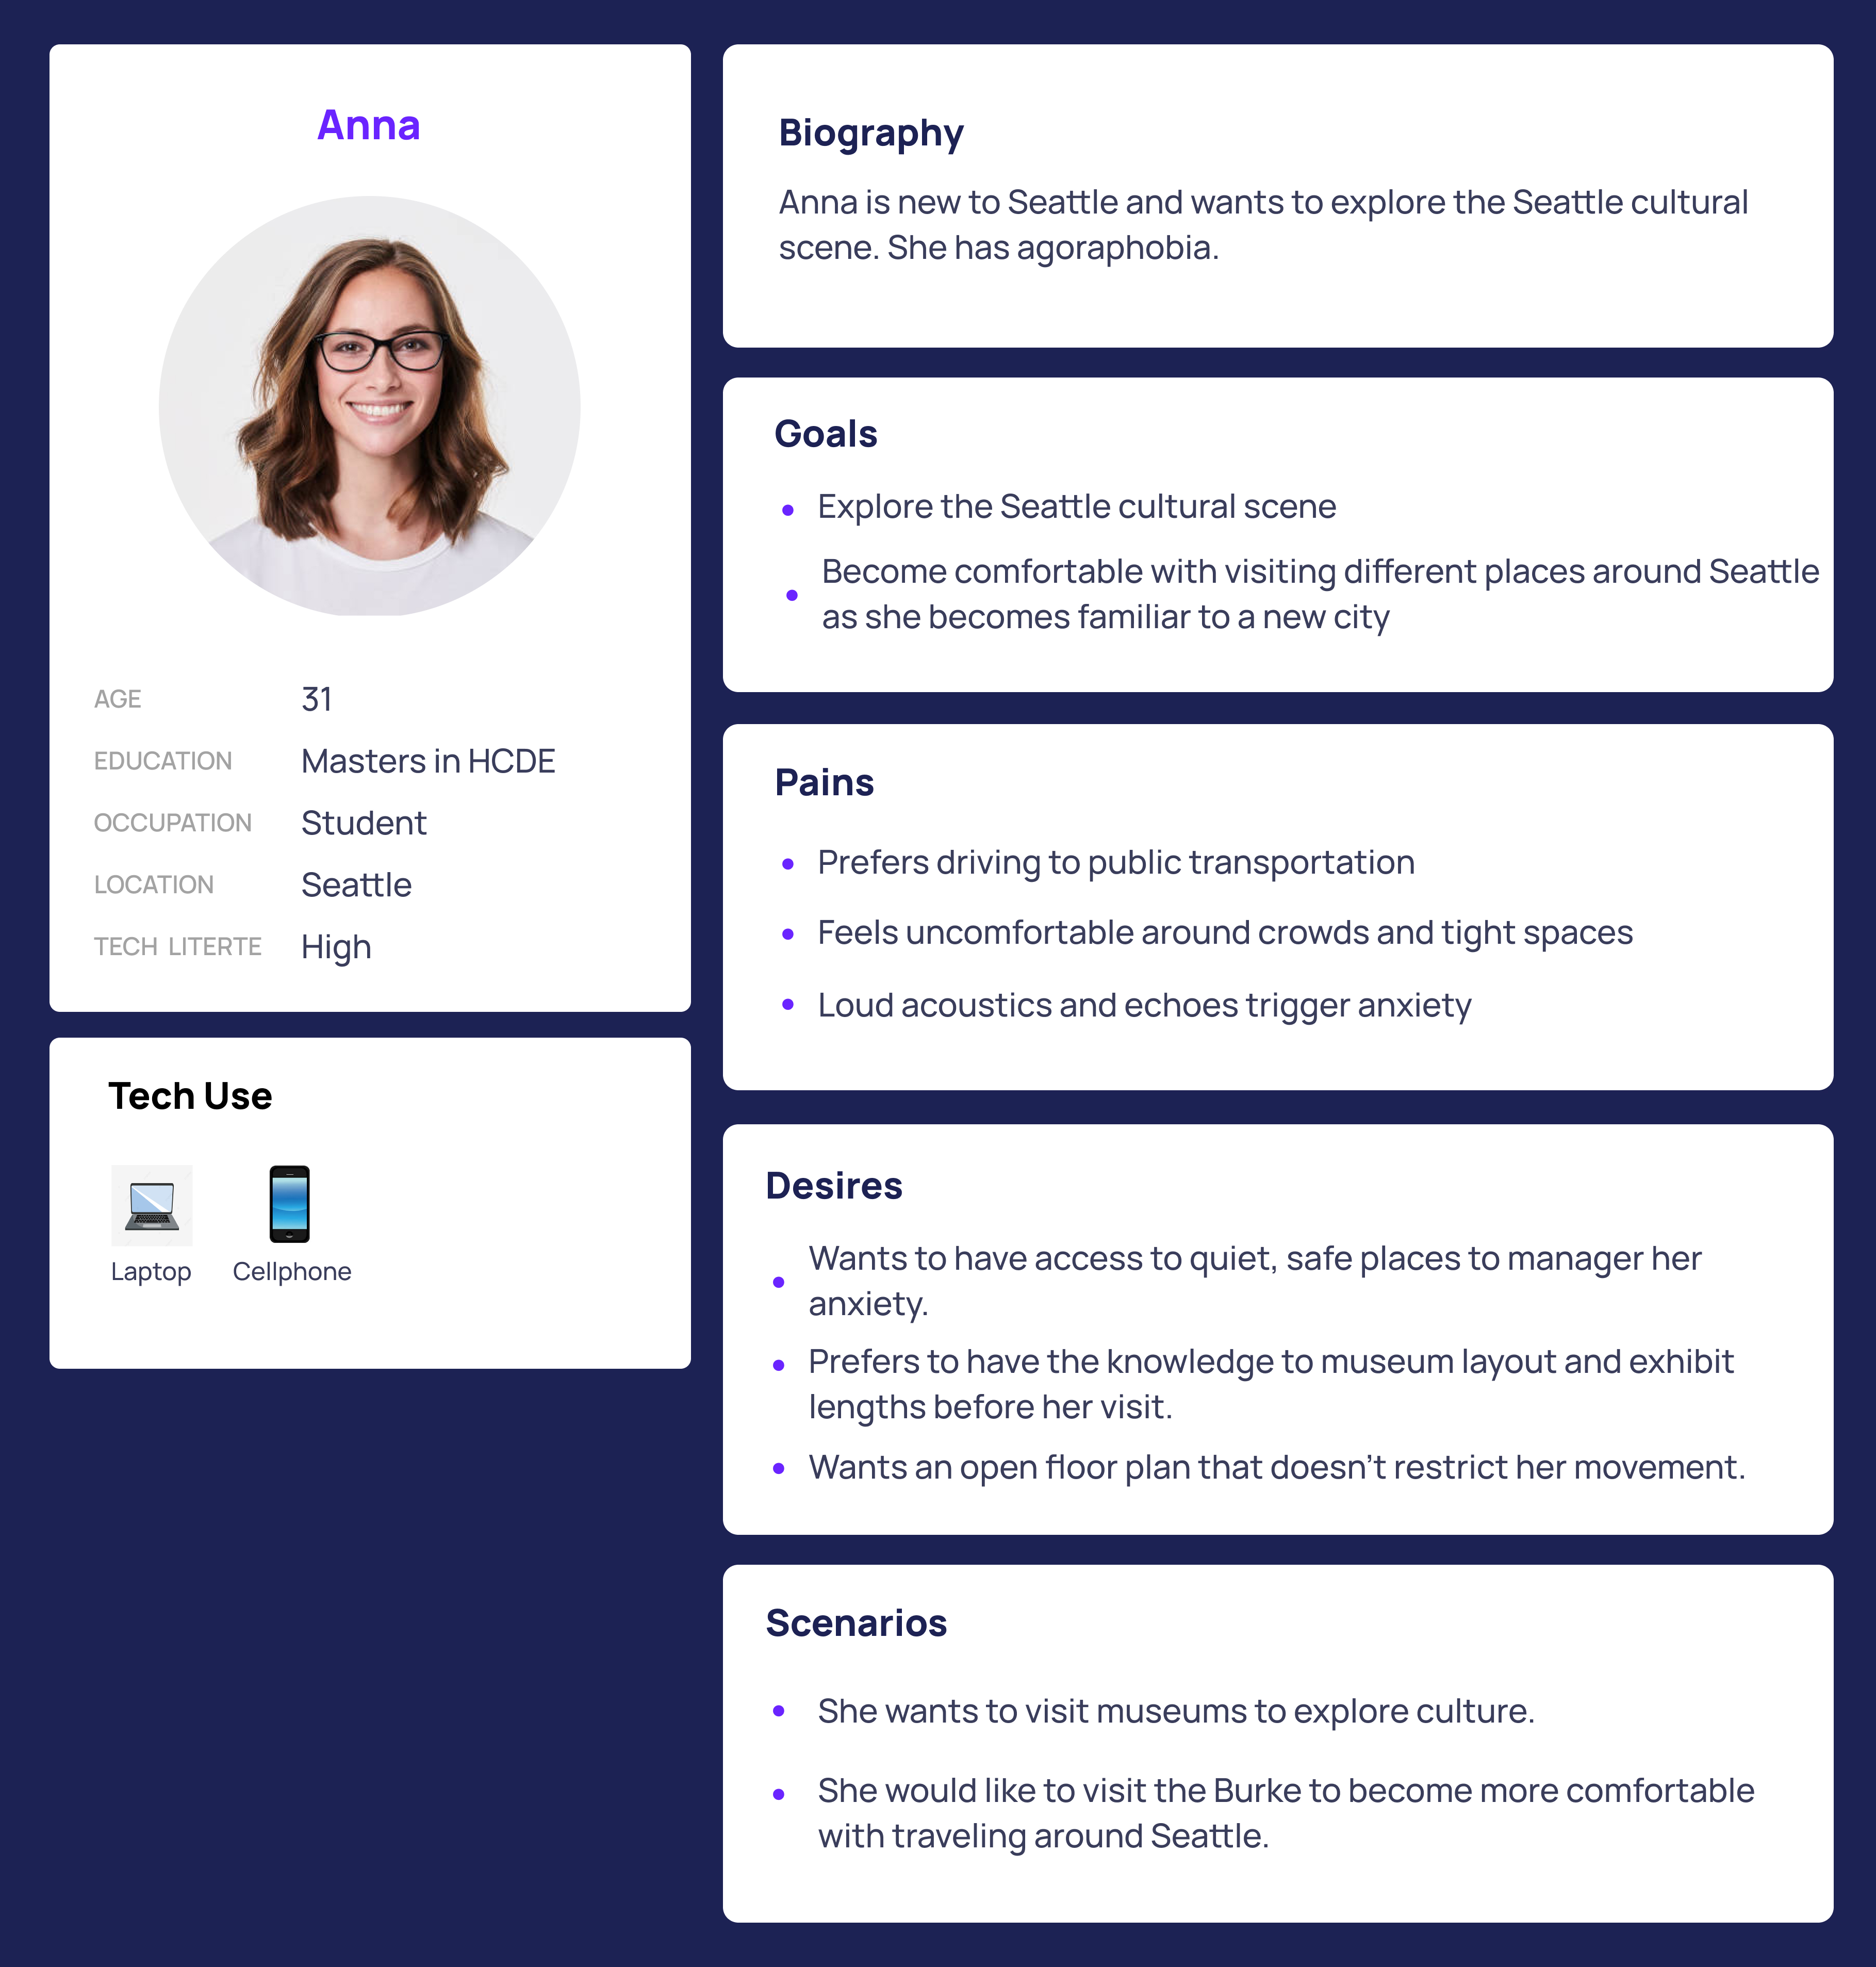 Anna
AGE 31
EDUCATION Masters in HCDE
OCCUPATION Student
LOCATION Seattle
TECH LITERTE High
Tech Use
Laptop Cellphone
Biography
Anna is new to Seattle and wants to explore the Seattle cultural
scene. She has agoraphobia.
Goals
Explore the Seattle cultural scene
Become comfortable with visiting different places around Seattle
as she becomes familiar to a new city
Pains
Prefers driving to public transportation
Feels uncomfortable around crowds and tight spaces
Loud acoustics and echoes trigger anxiety
Desires
Wants to have access to quiet, safe places to manager her
anxiety.
Prefers to have the knowledge to museum layout and exhibit
lengths before her visit.
Wants an open floor plan that doesn’t restrict her movement.
Scenarios
She wants to visit museums to explore culture.
She would like to visit the Burke to become more comfortable
with traveling around Seattle.